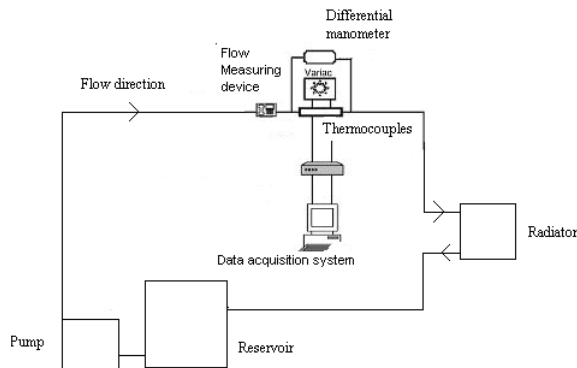 Differential
manometer
Flow
Measuring
device
Variac
Flow direction
Thermocouples
Radiator
Data acquisition system
Pump
Reservoir